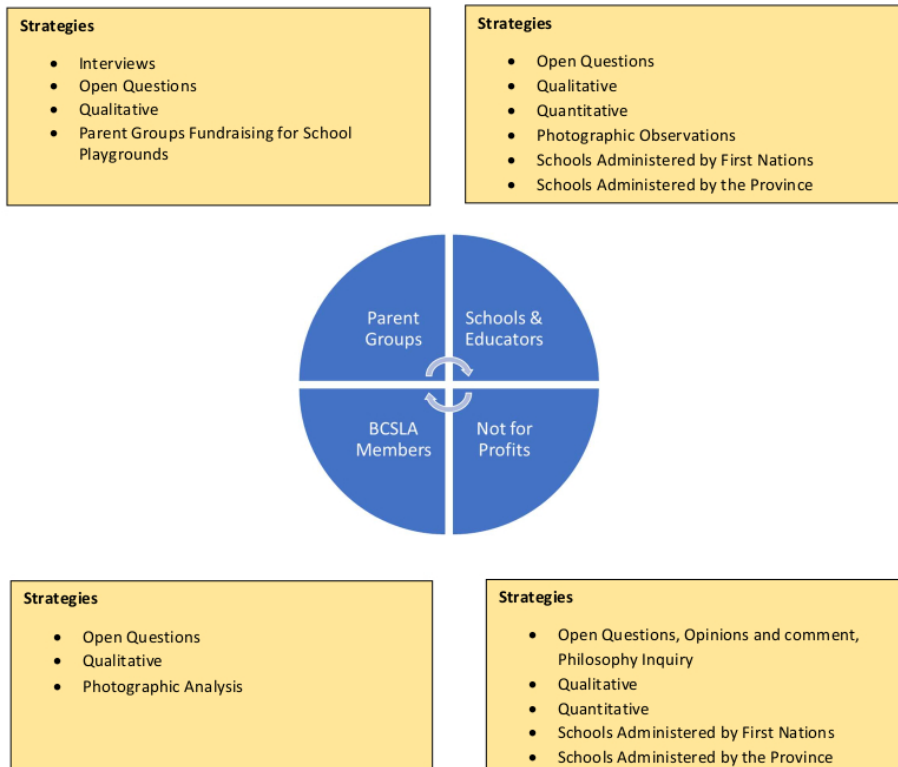 Strategies
• Interviews
• Open Questions
• Qualitative
• Parent Groups Fundraising for School
Playgrounds
Strategies
• Open Questions
• Qualitative
• Quantitative
• Photographic Observations
• Schools Administered by First Nations
• Schools Administered by the Province
Parent
Groups
Schools &
Educators
BCSLA
Members
Not for
Profits
Strategies
• Open Questions
• Qualitative
• Photographic Analysis
Strategies
• Open Questions, Opinions and comment,
Philosophy Inquiry
• Qualitative
• Quantitative
• Schools Administered by First Nations
• Schools Administered by the Province